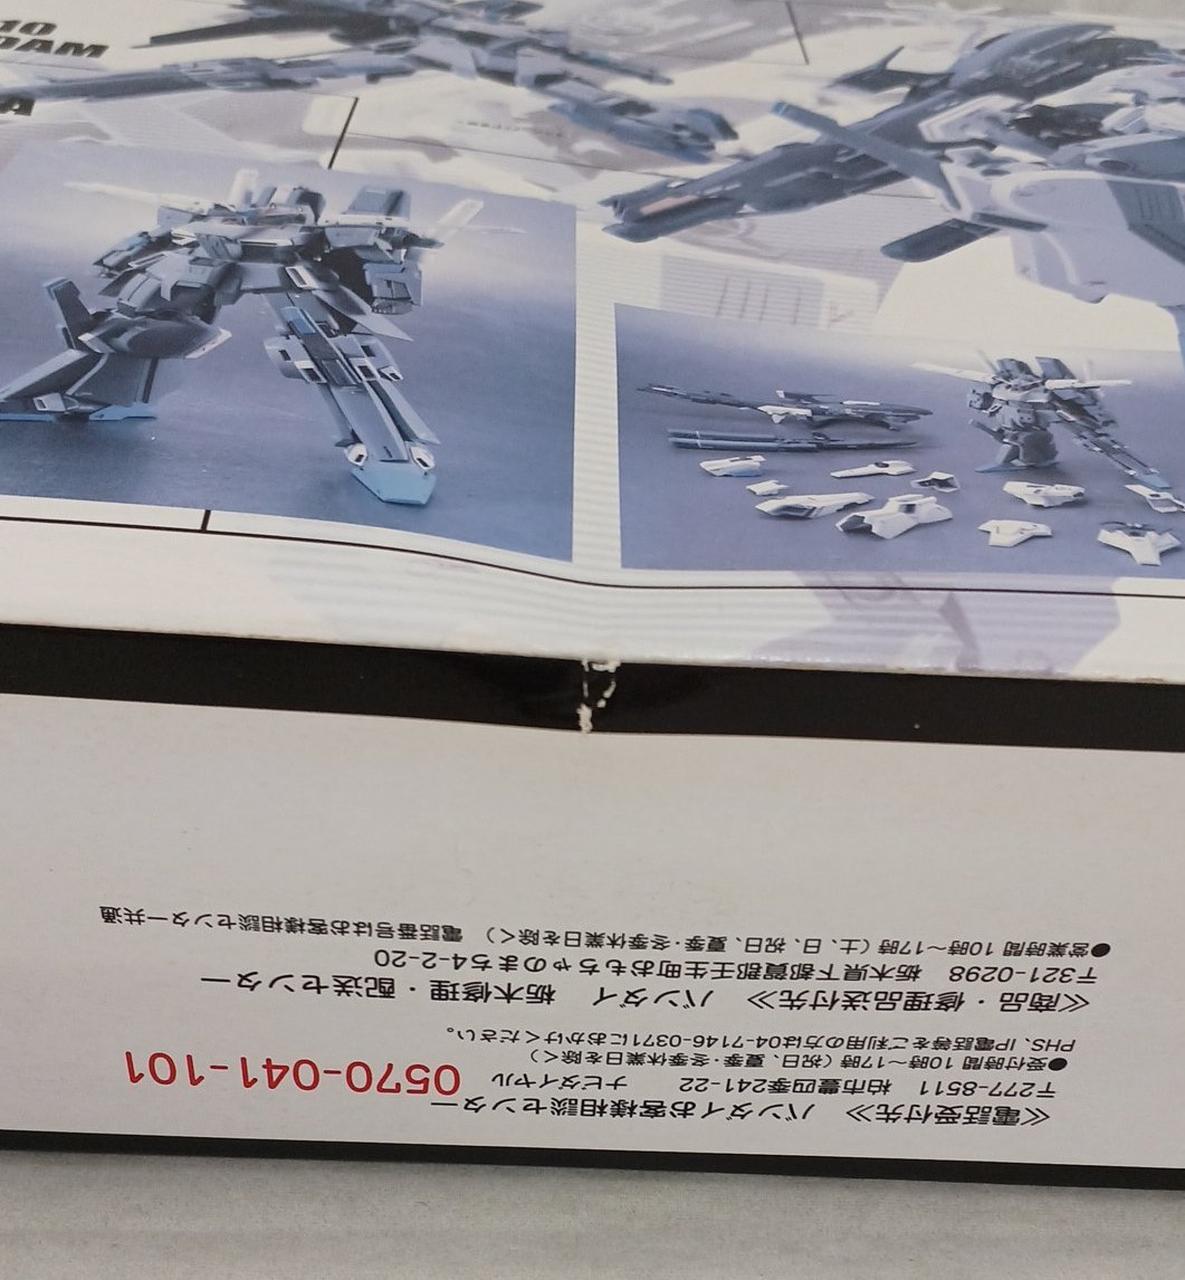 10
DAM
A
≪電話受付先≫ バンダイお客様相談センター
〒277-8511 柏市豊四季241-22 ナビダイヤル 0570-041-101
●受付時間 10時〜17時（祝日、夏季・冬季休業日を除く）
PHS、IP電話等をご利用の方は04-7146-0371におかけください。
≪商品・修理品送付先≫ バンダイ 栃木修理・配送センター
〒321-0298 栃木県下都賀郡壬生町おもちゃのまち4-2-20
●営業時間 10時〜17時（土、日、祝日、夏季・冬季休業日を除く） 電話番号はお客様相談センター共通